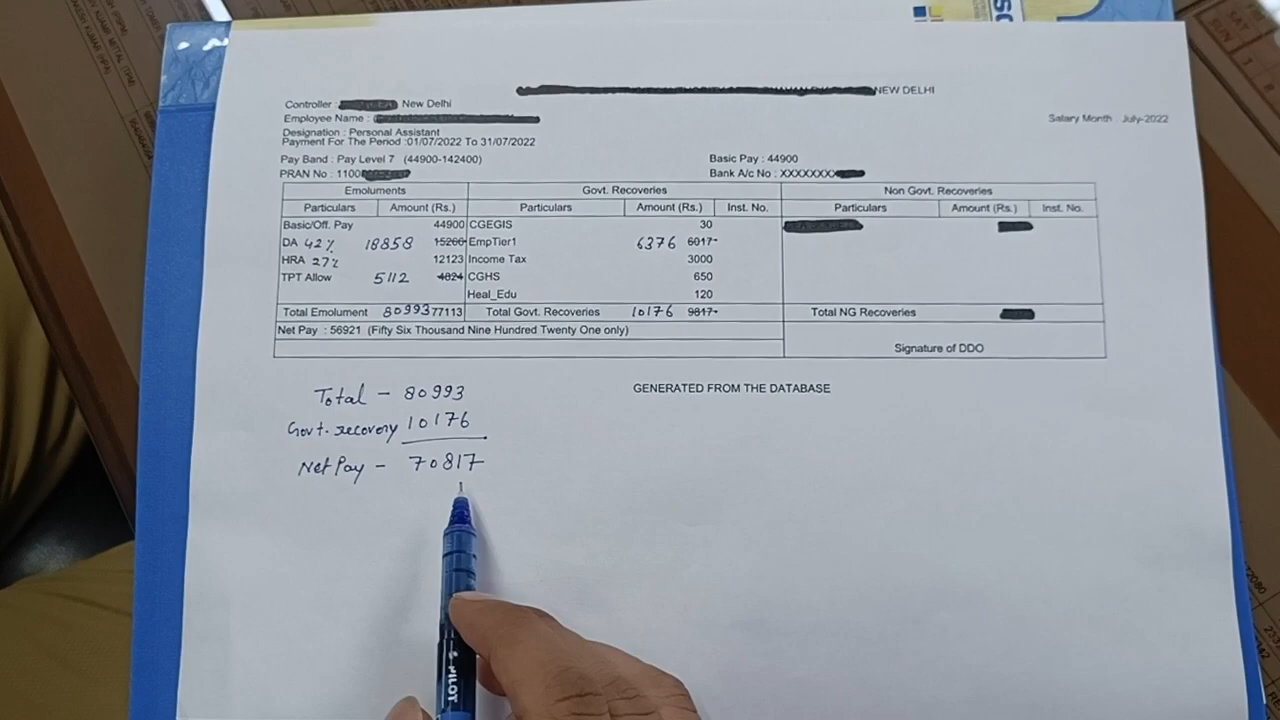 NEW DELHI
Controller : New Delhi
Employee Name :
Salary Month : July-2022
Designation : Personal Assistant
Payment For The Period :01/07/2022 To 31/07/2022
Pay Band : Pay Level 7 (44900-142400) Basic Pay : 44900
PRAN No : 1100 Bank A/c No : XXXXXXXX
Emoluments Govt. Recoveries Non Govt. Recoveries
Particulars Amount (Rs.) Particulars Amount (Rs.) Inst. No. Particulars Amount (Rs.) Inst. No.
Basic/Off. Pay 44900 CGEGIS 30
DA 42% 18858 15266 EmpTier1 6376 6017
HRA 27% 12123 Income Tax 3000
TPT Allow 5112 4824 CGHS 650
Heal_Edu 120
Total Emolument 80993 77113 Total Govt. Recoveries 10176 9817 Total NG Recoveries
Net Pay : 56921 (Fifty Six Thousand Nine Hundred Twenty One only)
Signature of DDO
GENERATED FROM THE DATABASE
Total - 80993
Govt. recovery 10176
Net Pay - 70817
PILOT
SAT
SUN